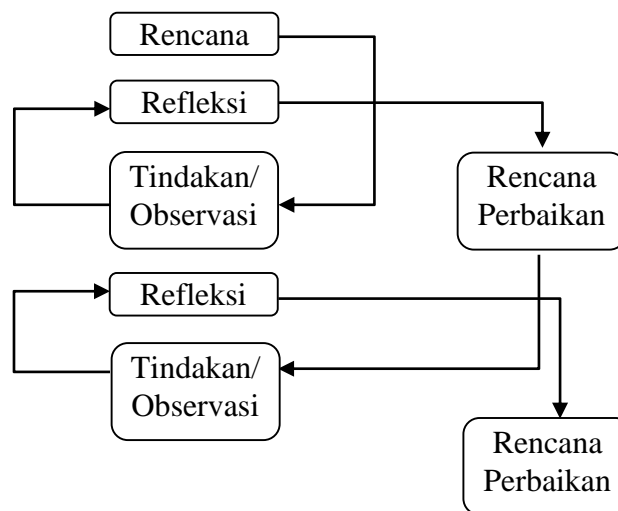 Rencana
Refleksi
Tindakan/
Observasi
Rencana
Perbaikan
Refleksi
Tindakan/
Observasi
Rencana
Perbaikan